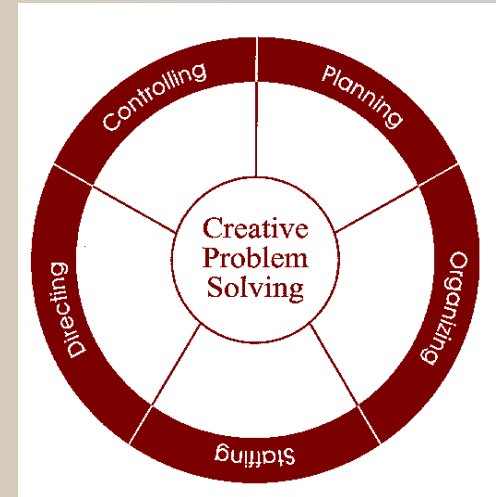 Planning
Organizing
Staffing
Directing
Controlling
Creative
Problem
Solving